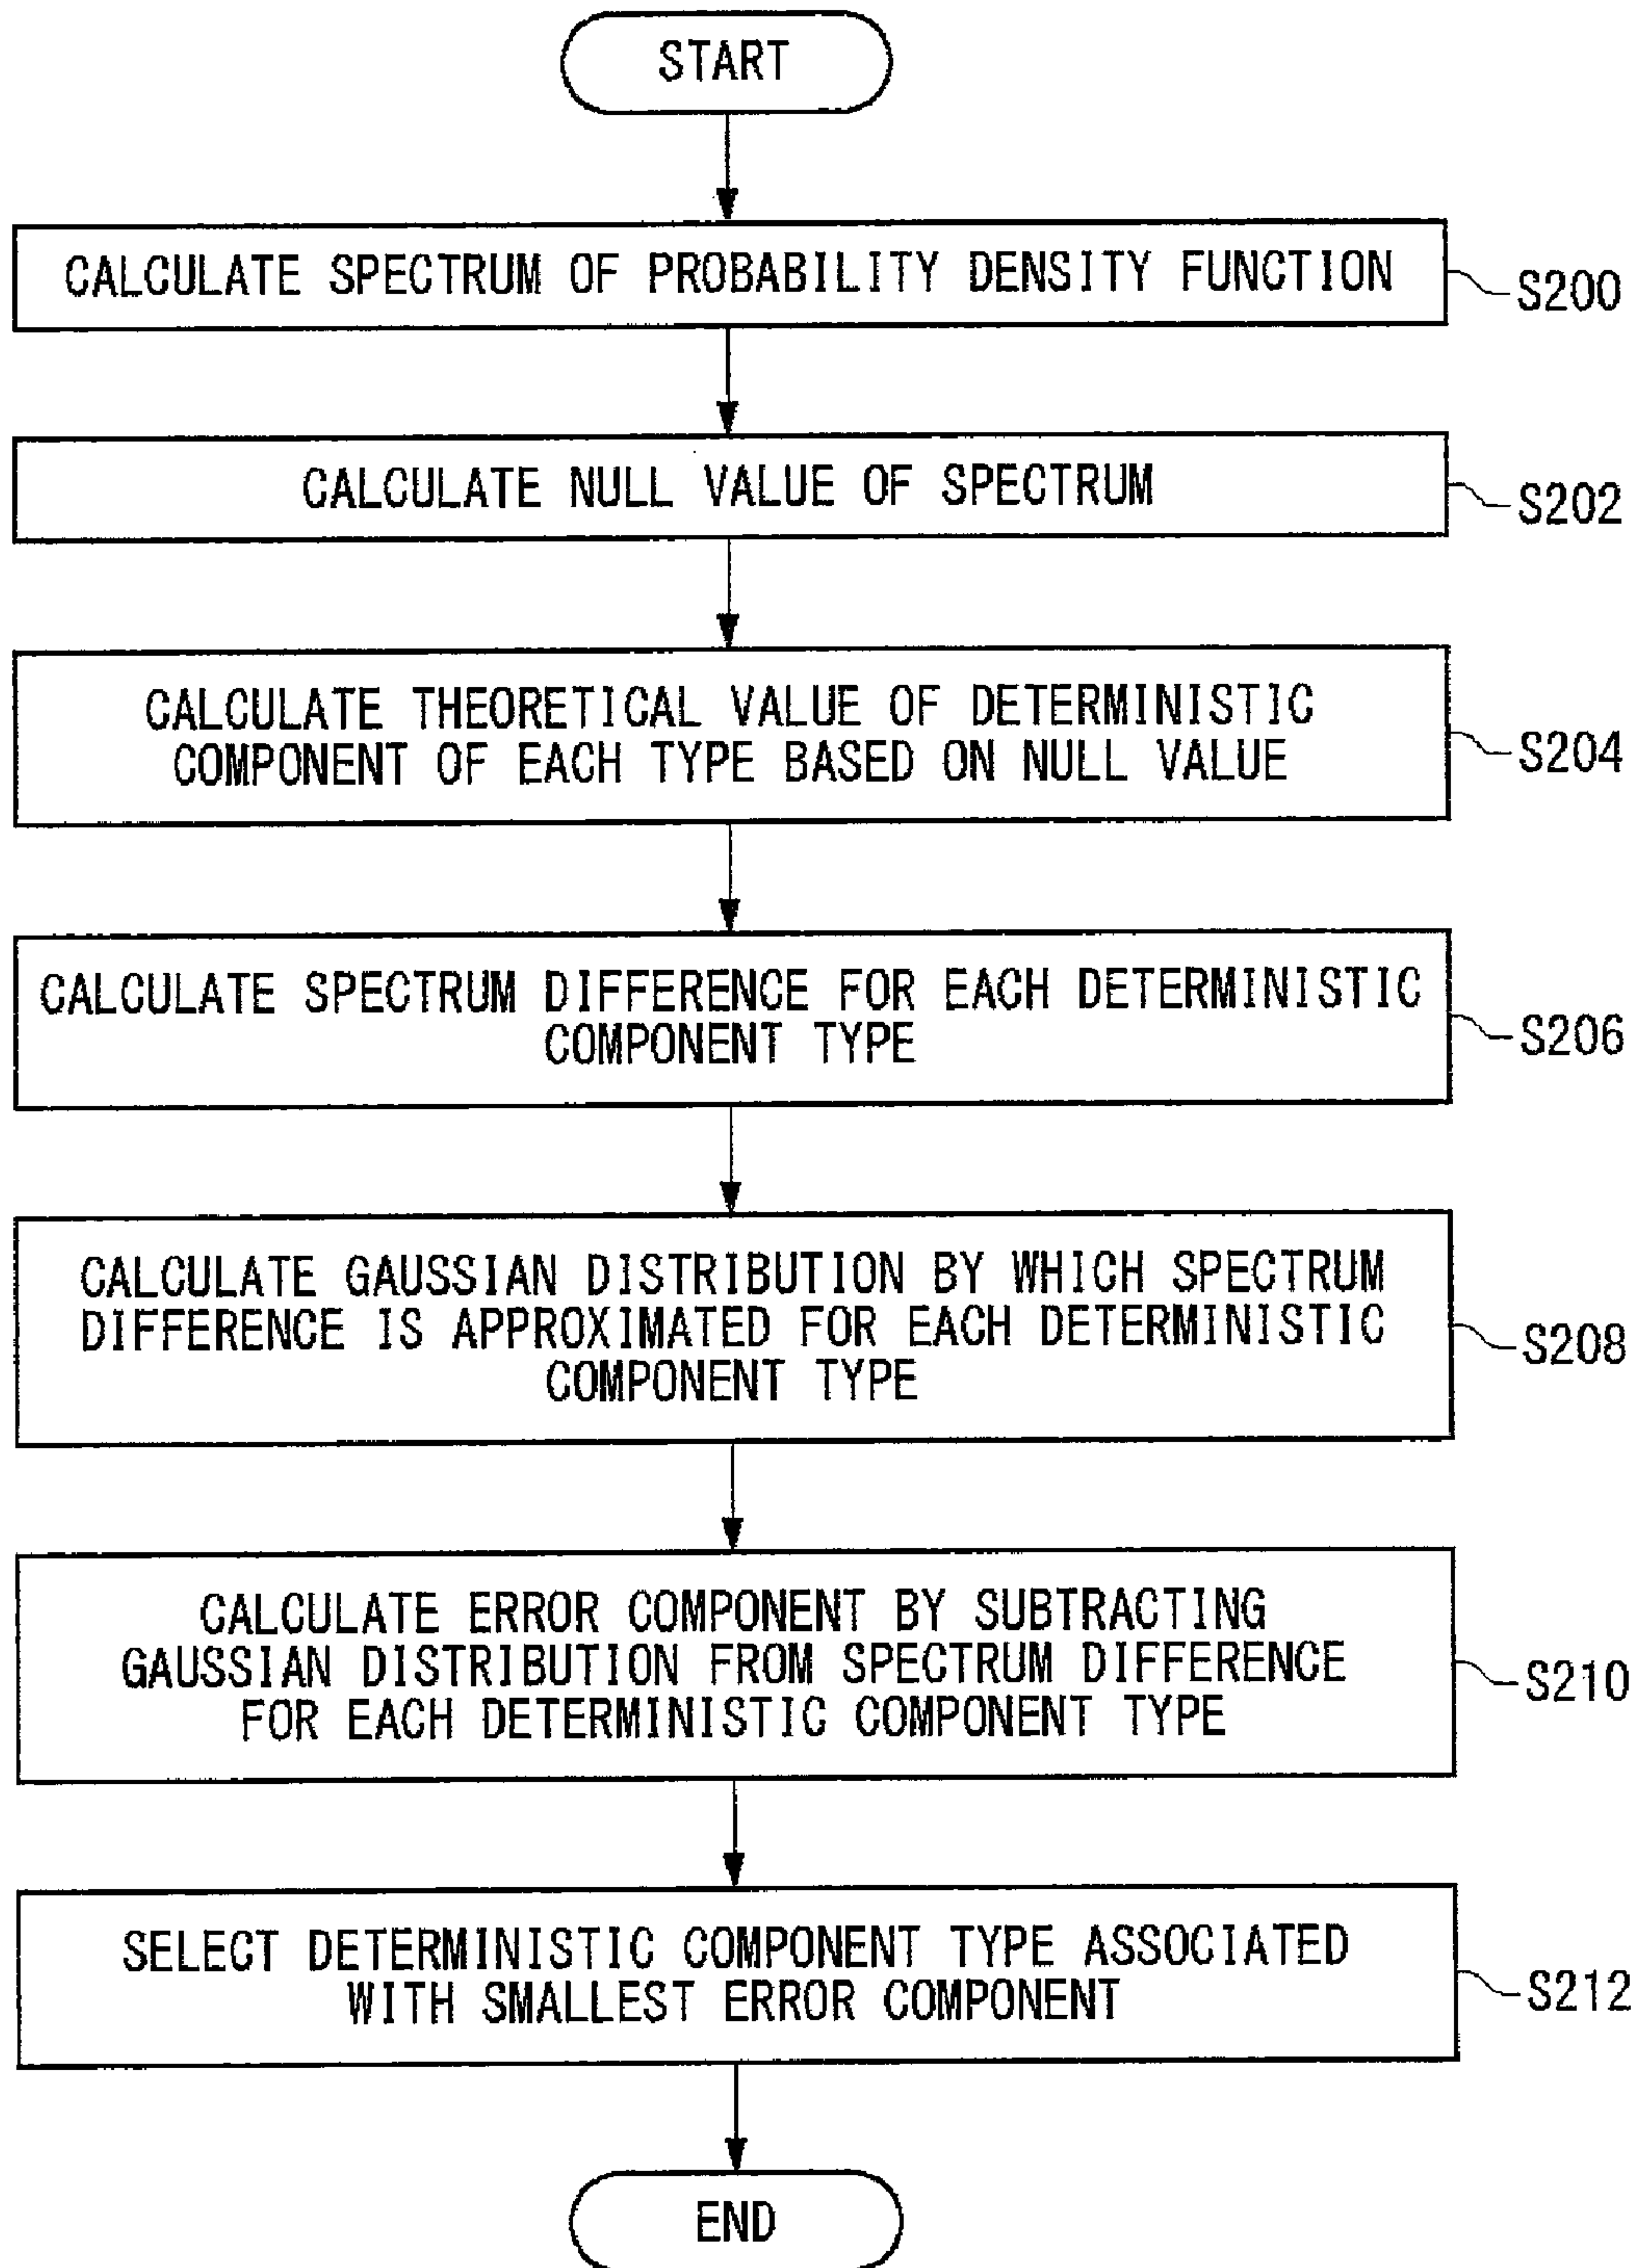 START
CALCULATE SPECTRUM OF PROBABILITY DENSITY FUNCTION
S200
CALCULATE NULL VALUE OF SPECTRUM
S202
CALCULATE THEORETICAL VALUE OF DETERMINISTIC
COMPONENT OF EACH TYPE BASED ON NULL VALUE
S204
CALCULATE SPECTRUM DIFFERENCE FOR EACH DETERMINISTIC
COMPONENT TYPE
S206
CALCULATE GAUSSIAN DISTRIBUTION BY WHICH SPECTRUM
DIFFERENCE IS APPROXIMATED FOR EACH DETERMINISTIC
COMPONENT TYPE
S208
CALCULATE ERROR COMPONENT BY SUBTRACTING
GAUSSIAN DISTRIBUTION FROM SPECTRUM DIFFERENCE
FOR EACH DETERMINISTIC COMPONENT TYPE
S210
SELECT DETERMINISTIC COMPONENT TYPE ASSOCIATED
WITH SMALLEST ERROR COMPONENT
S212
END